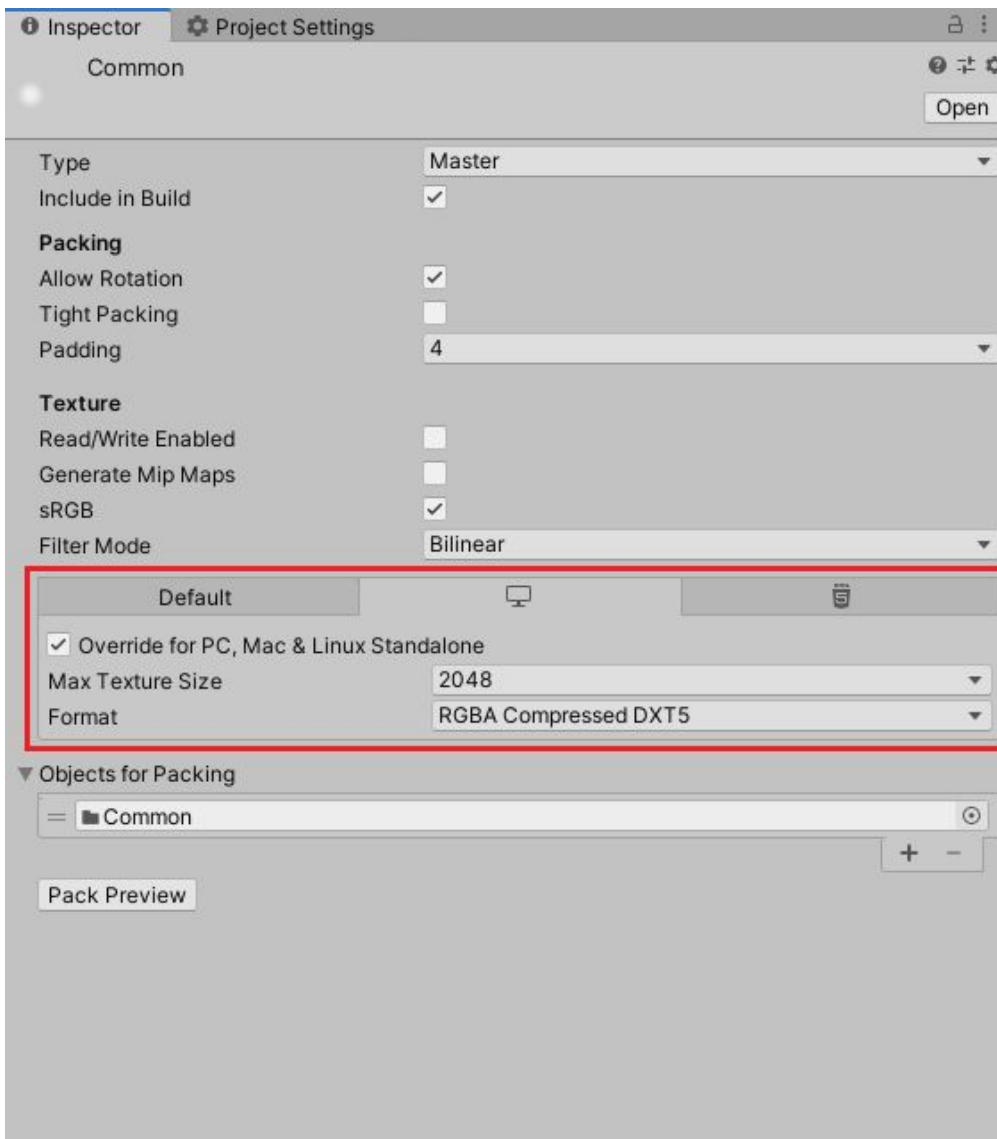 Inspector Project Settings
Common
Open
Type Master
Include in Build
Packing
Allow Rotation
Tight Packing
Padding 4
Texture
Read/Write Enabled
Generate Mip Maps
sRGB
Filter Mode Bilinear
Default
Override for PC, Mac & Linux Standalone
Max Texture Size 2048
Format RGBA Compressed DXT5
Objects for Packing
Common
Pack Preview